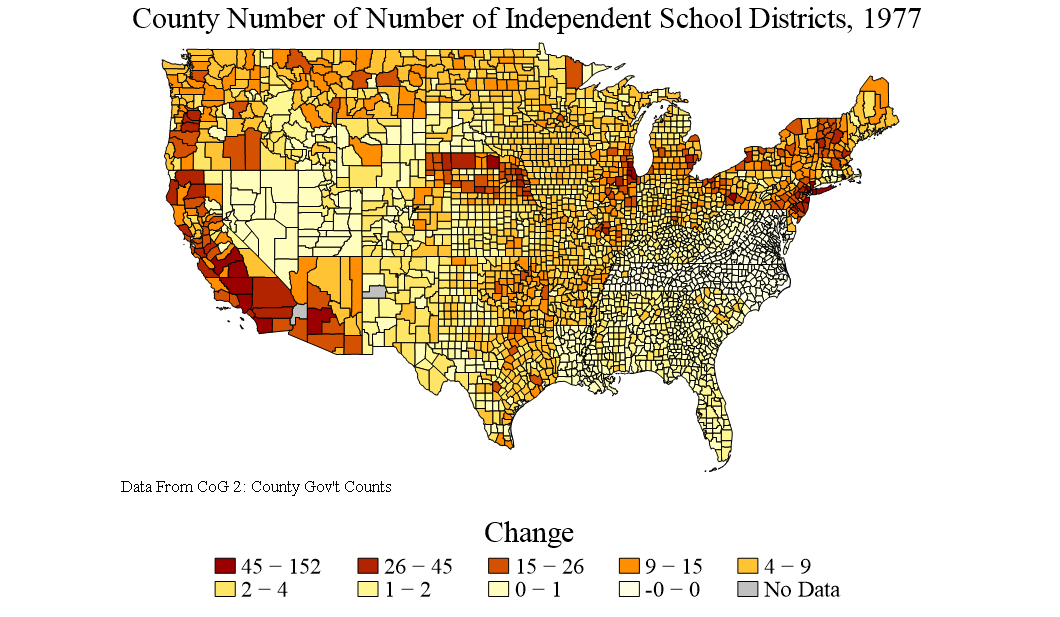 County Number of Number of Independent School Districts, 1977
Data From CoG 2: County Gov't Counts
Change
45 − 152 26 − 45 15 − 26 9 − 15 4 − 9
2 − 4 1 − 2 0 − 1 -0 − 0 No Data